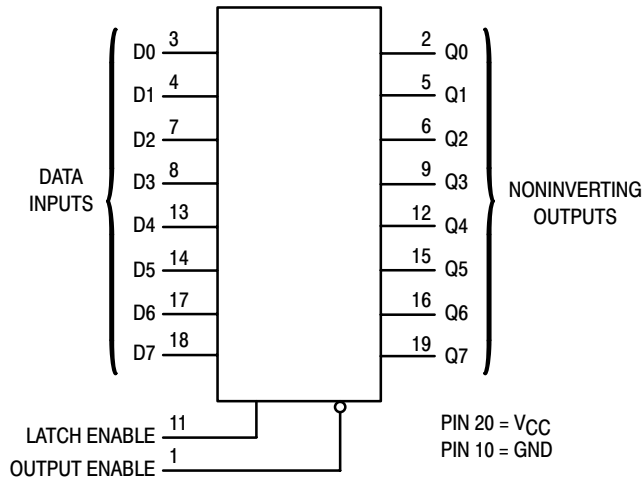 D0 3
D1 4
D2 7
D3 8
D4 13
D5 14
D6 17
D7 18
DATA
INPUTS
2 Q0
5 Q1
6 Q2
9 Q3
12 Q4
15 Q5
16 Q6
19 Q7
NONINVERTING
OUTPUTS
LATCH ENABLE 11
OUTPUT ENABLE 1
PIN 20 = VCC
PIN 10 = GND